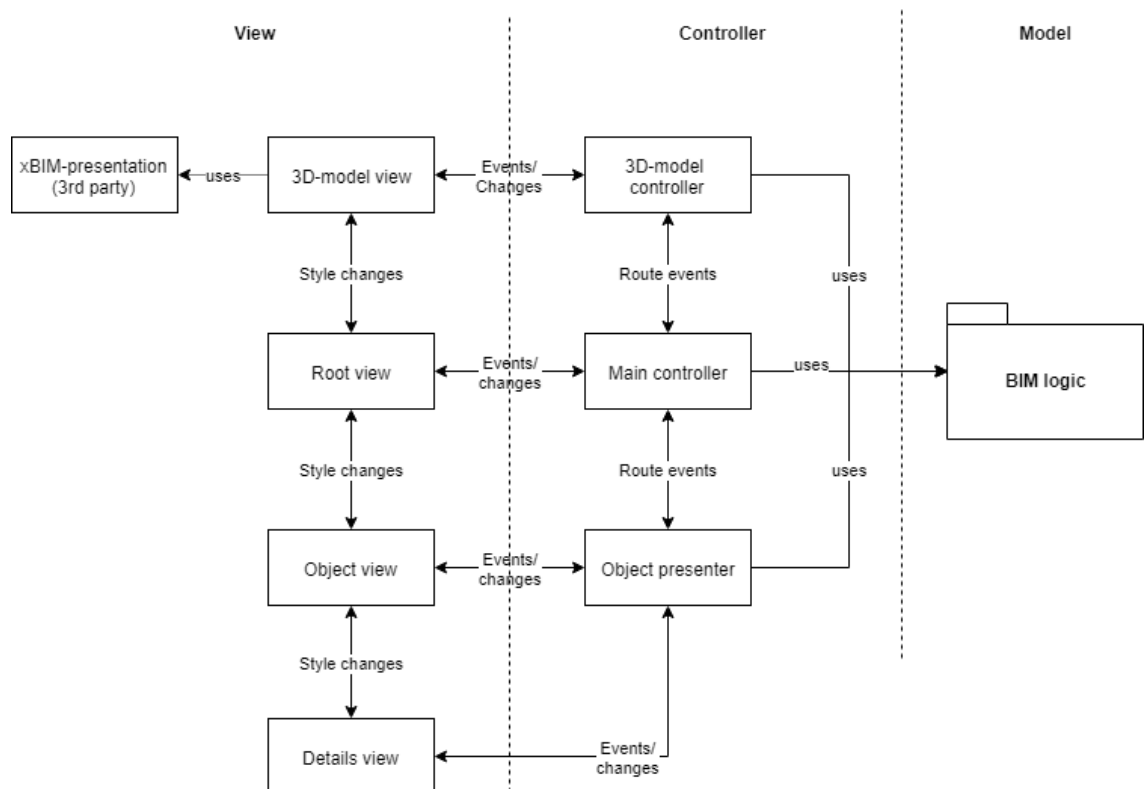 View
Controller
Model
xBIM-presentation
(3rd party)
uses
3D-model view
Events/
Changes
3D-model
controller
Style changes
Route events
uses
Root view
Events/
changes
Main controller
uses
BIM logic
Style changes
Route events
uses
Object view
Events/
changes
Object presenter
Style changes
Details view
Events/
changes